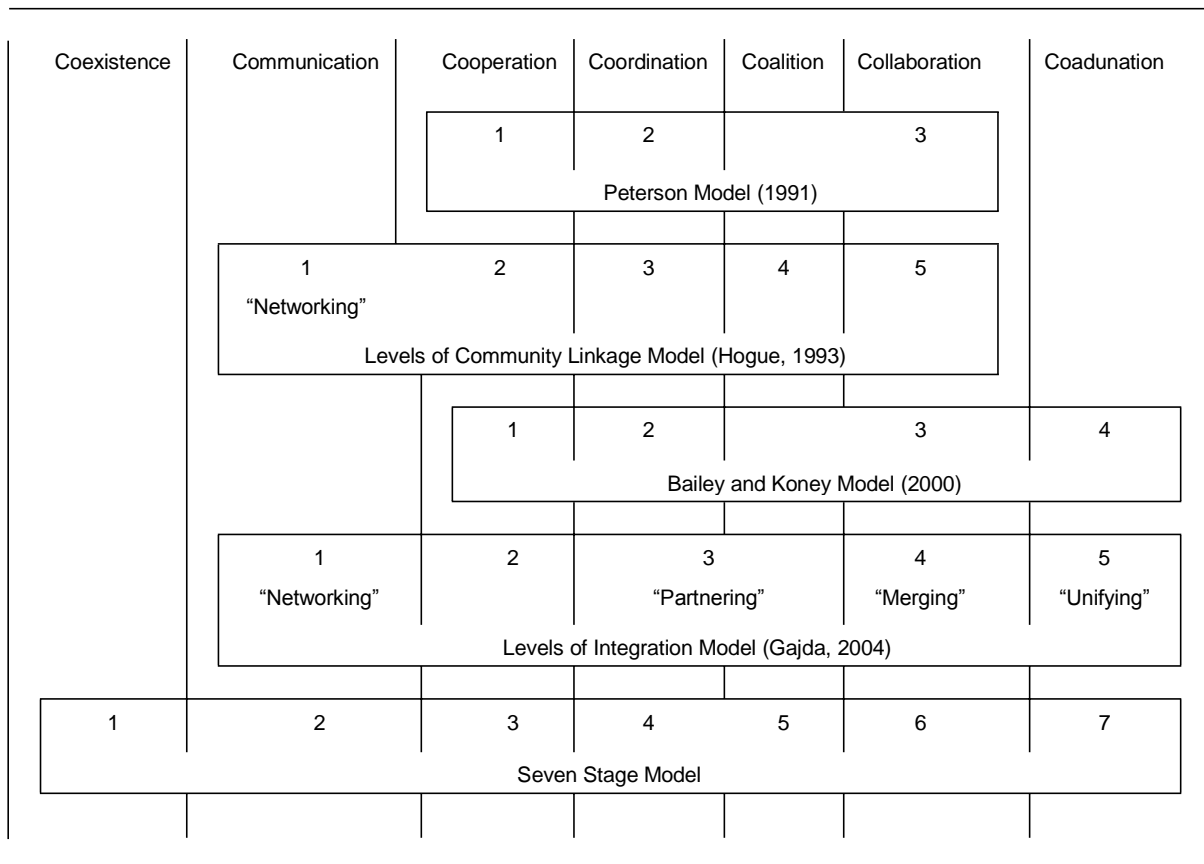 Coexistence Communication Cooperation Coordination Coalition Collaboration Coadunation
1 2 3
Peterson Model (1991)
1 2 3 4 5
“Networking”
Levels of Community Linkage Model (Hogue, 1993)
1 2 3 4
Bailey and Koney Model (2000)
1 2 3 4 5
“Networking” “Partnering” “Merging” “Unifying”
Levels of Integration Model (Gajda, 2004)
1 2 3 4 5 6 7
Seven Stage Model